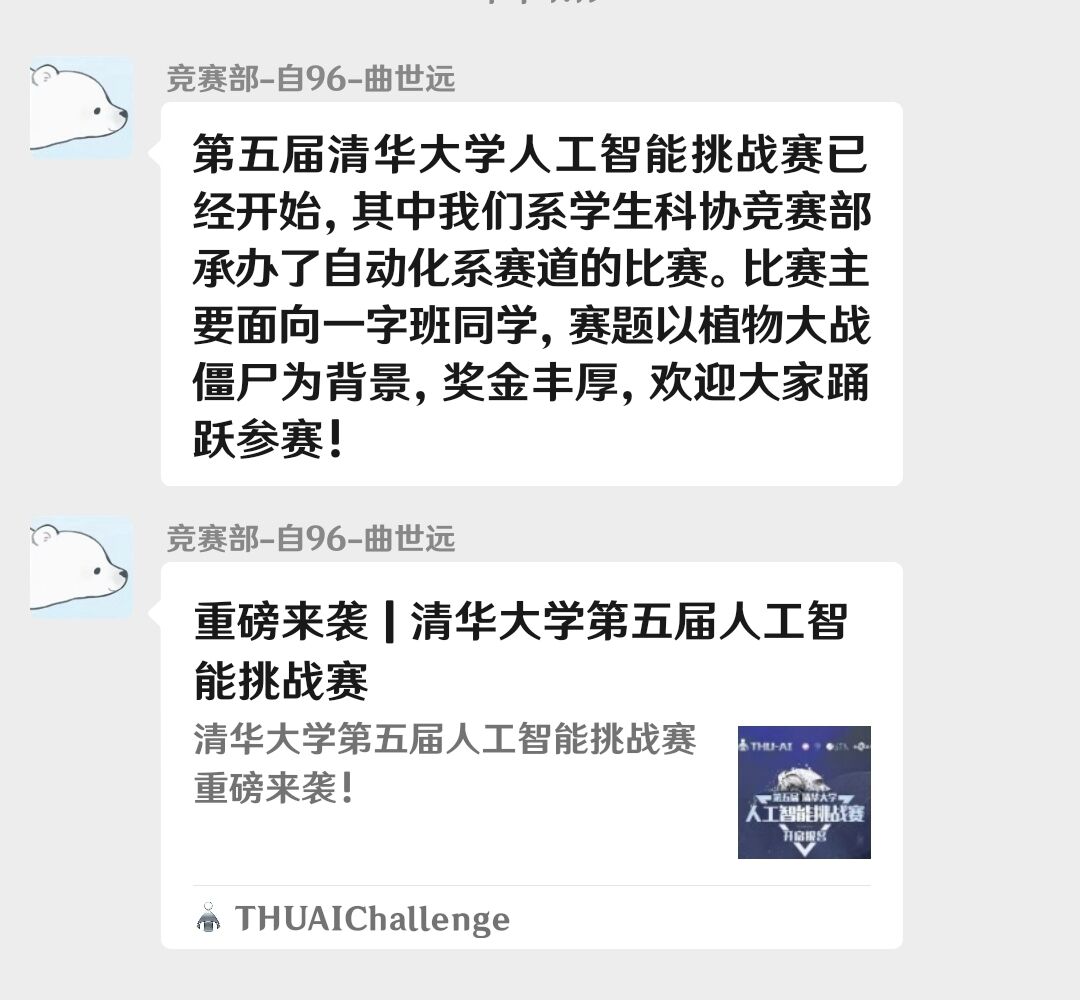 竞赛部-自96-曲世远
第五届清华大学人工智能挑战赛已
经开始，其中我们系学生科协竞赛部
承办了自动化系赛道的比赛。比赛主
要面向一字班同学，赛题以植物大战
僵尸为背景，奖金丰厚，欢迎大家踊
跃参赛！
竞赛部-自96-曲世远
重磅来袭 | 清华大学第五届人工智
能挑战赛
清华大学第五届人工智能挑战赛
重磅来袭！
THU-AI
第五届 清华大学
人工智能挑战赛
开启报名
THUAIChallenge